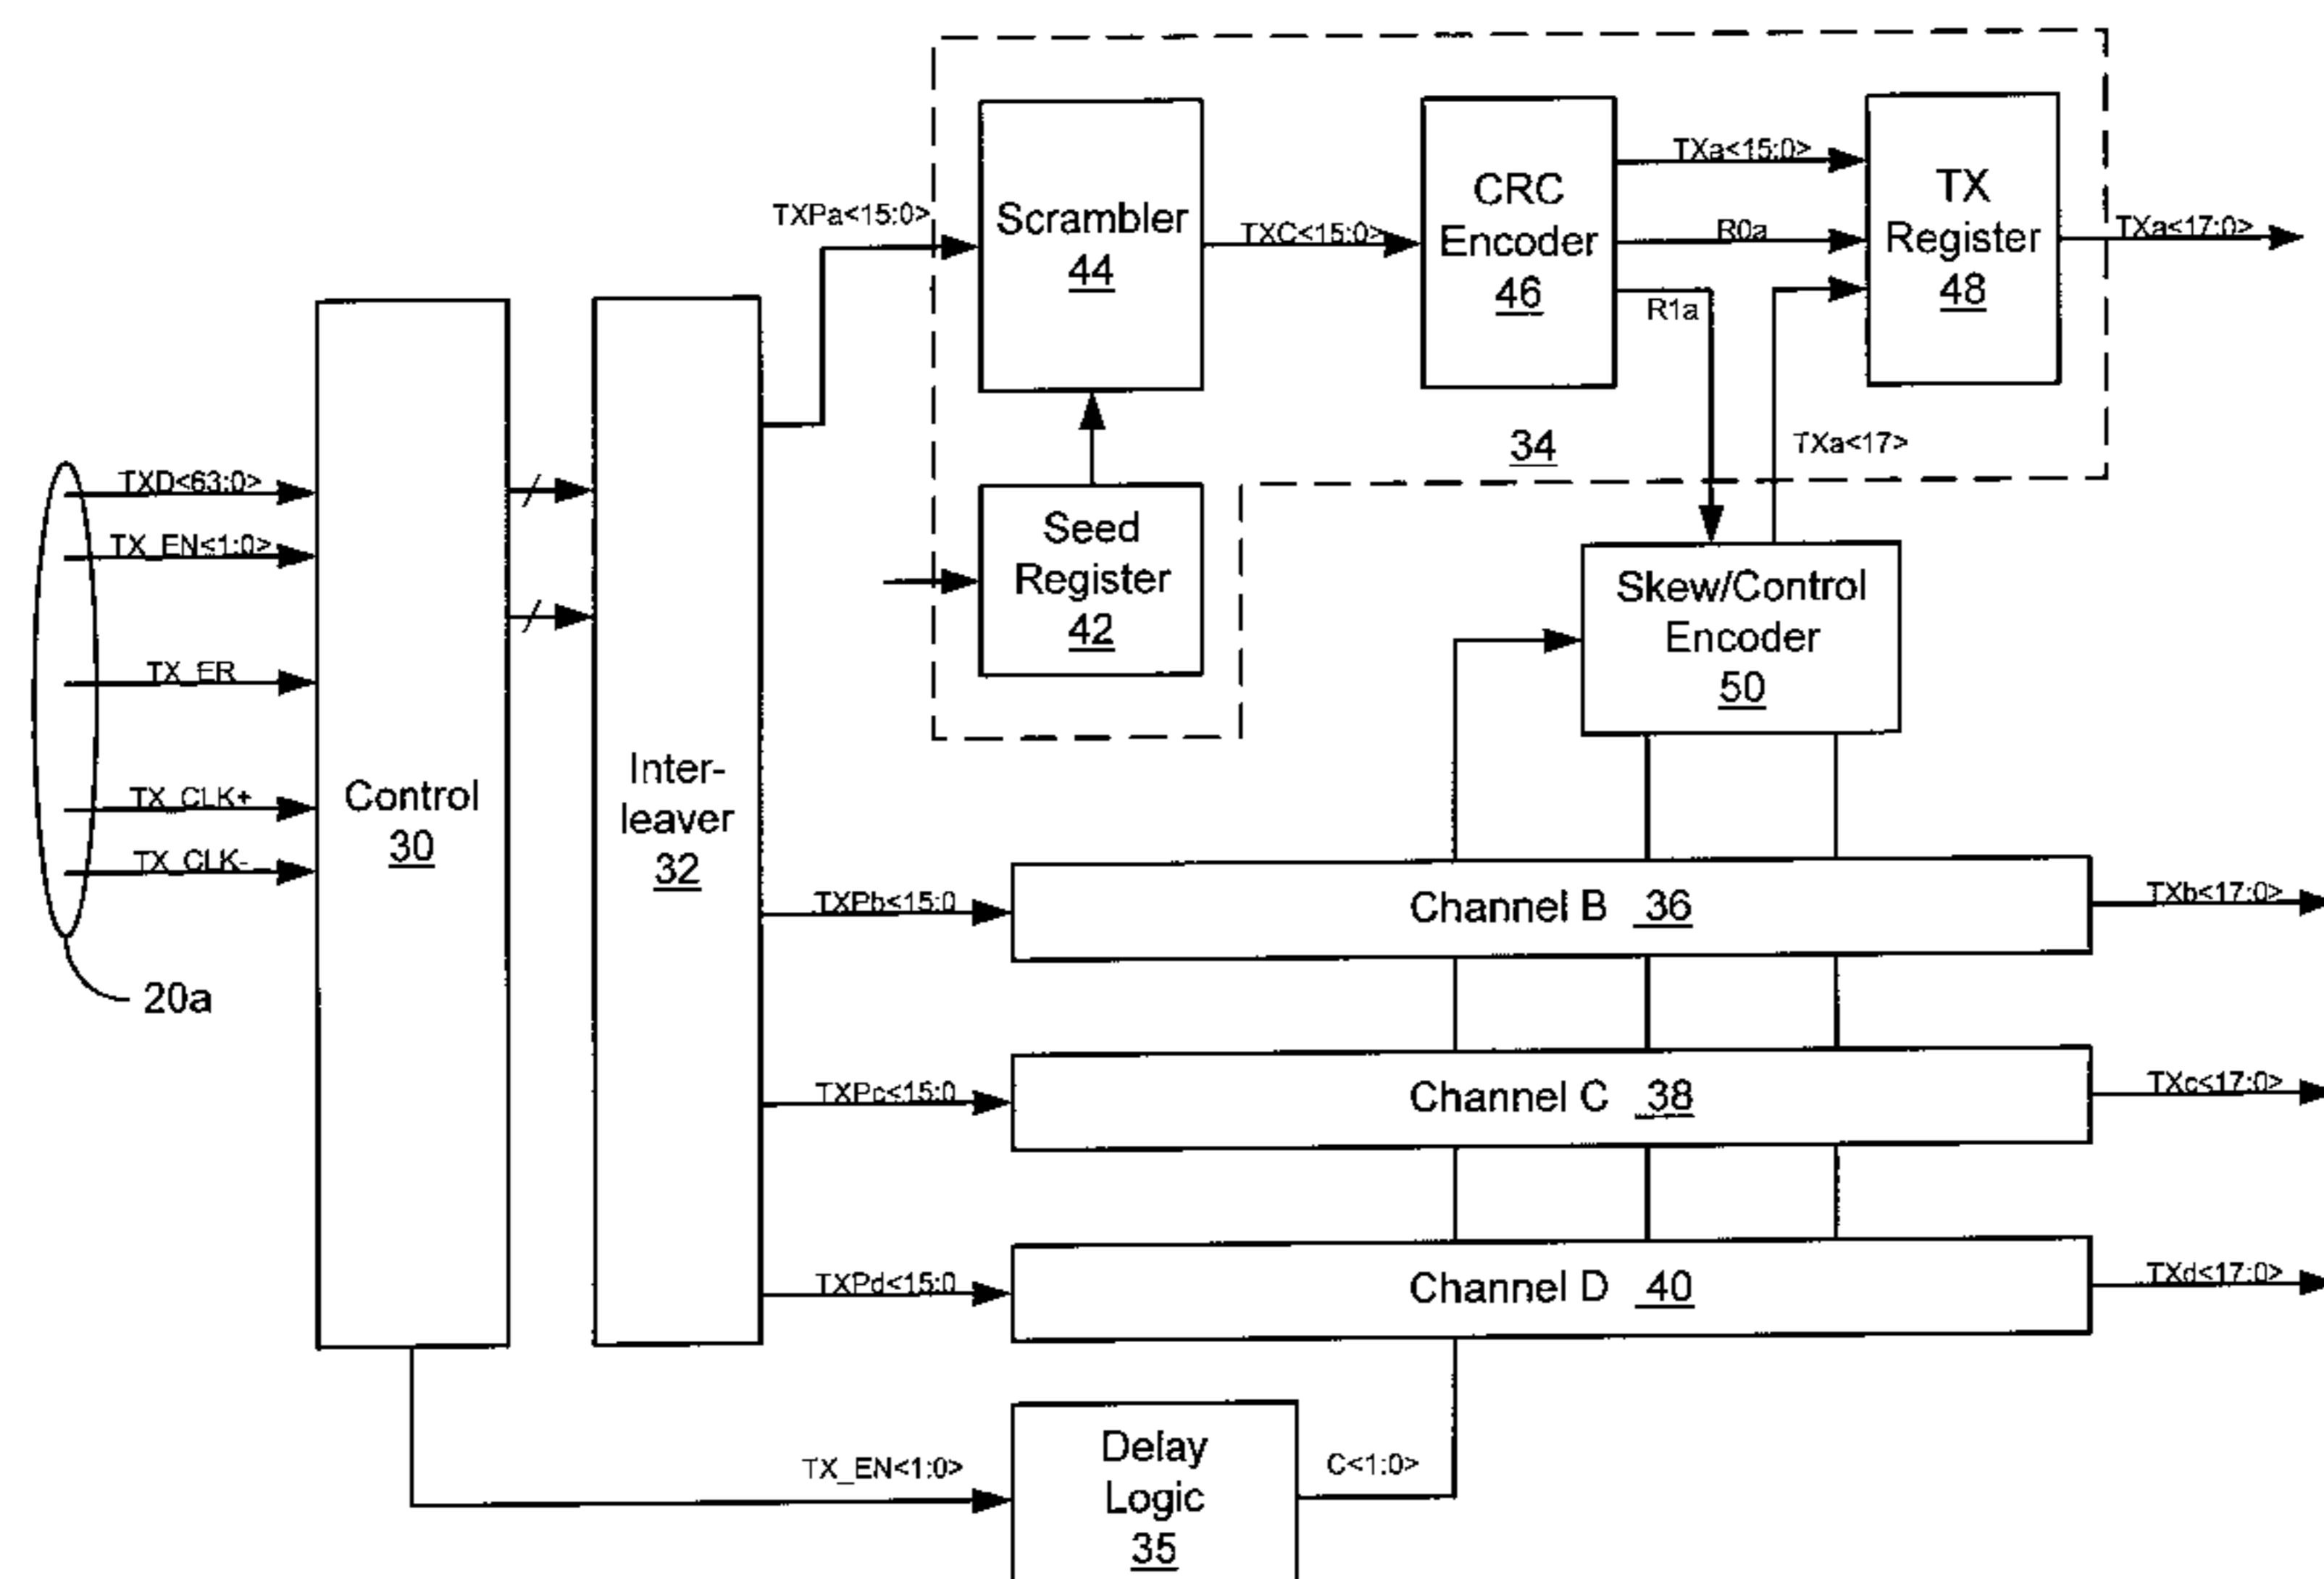 TXPa<15:0>
Scrambler
44
TXC<15:0>
CRC
Encoder
46
TXa<15:0>
R0a
R1a
TX
Register
48
TXa<17:0>
34
TXa<17>
Seed
Register
42
Skew/Control
Encoder
50
TXD<63:0>
TX_EN<1:0>
TX_ER
TX_CLK+
TX_CLK-
20a
Control
30
Inter-
leaver
32
TXPb<15:0
Channel B 36
TXb<17:0>
TXPc<15:0
Channel C 38
TXc<17:0>
TXPd<15:0
Channel D 40
TXd<17:0>
TX_EN<1:0>
Delay
Logic
35
C<1:0>